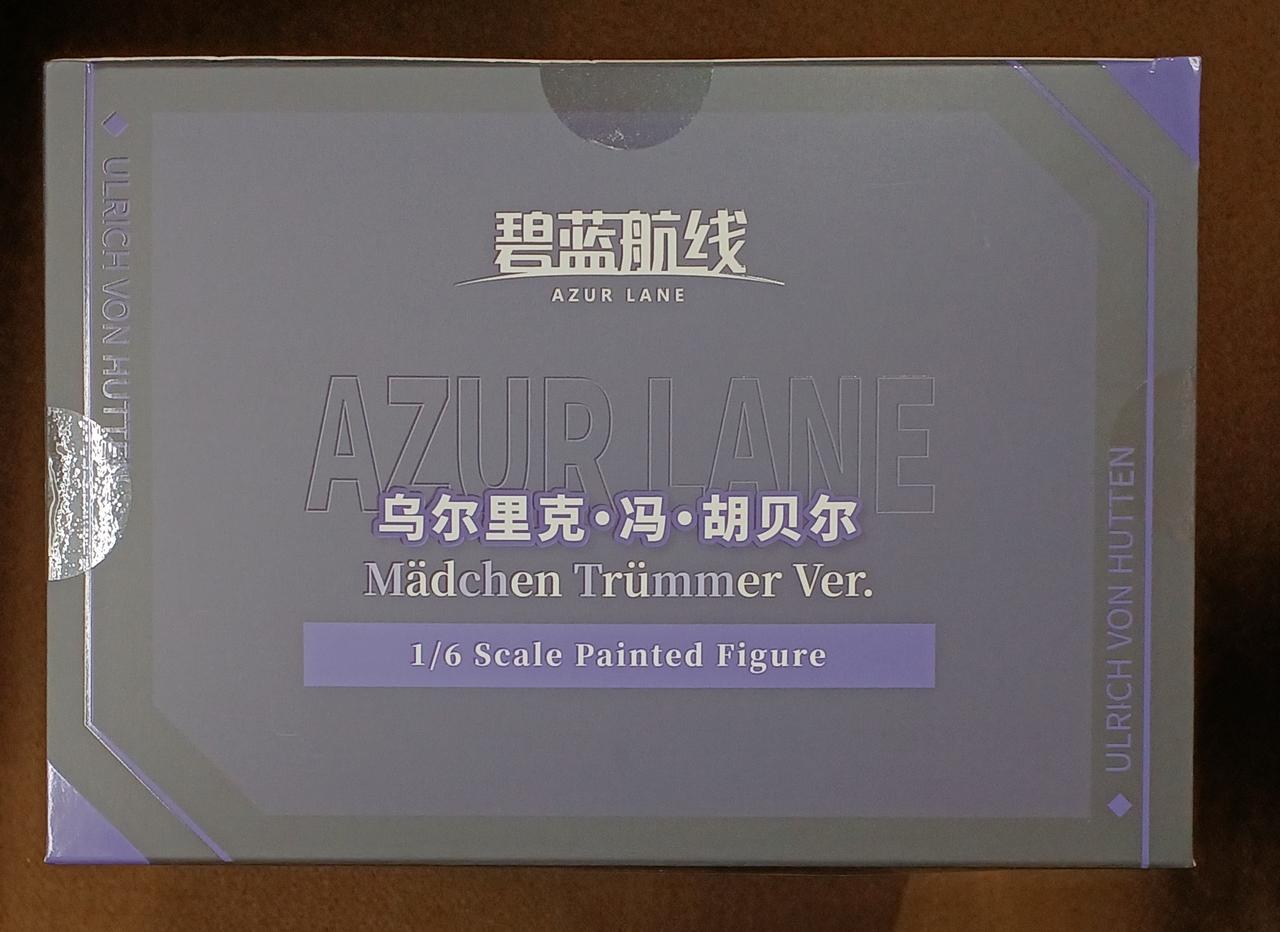 碧蓝航线
AZUR LANE
AZUR LANE
乌尔里克·冯·胡贝尔
Mädchen Trümmer Ver.
1/6 Scale Painted Figure
ULRICH VON HUTTEN
ULRICH VON HUTTEN